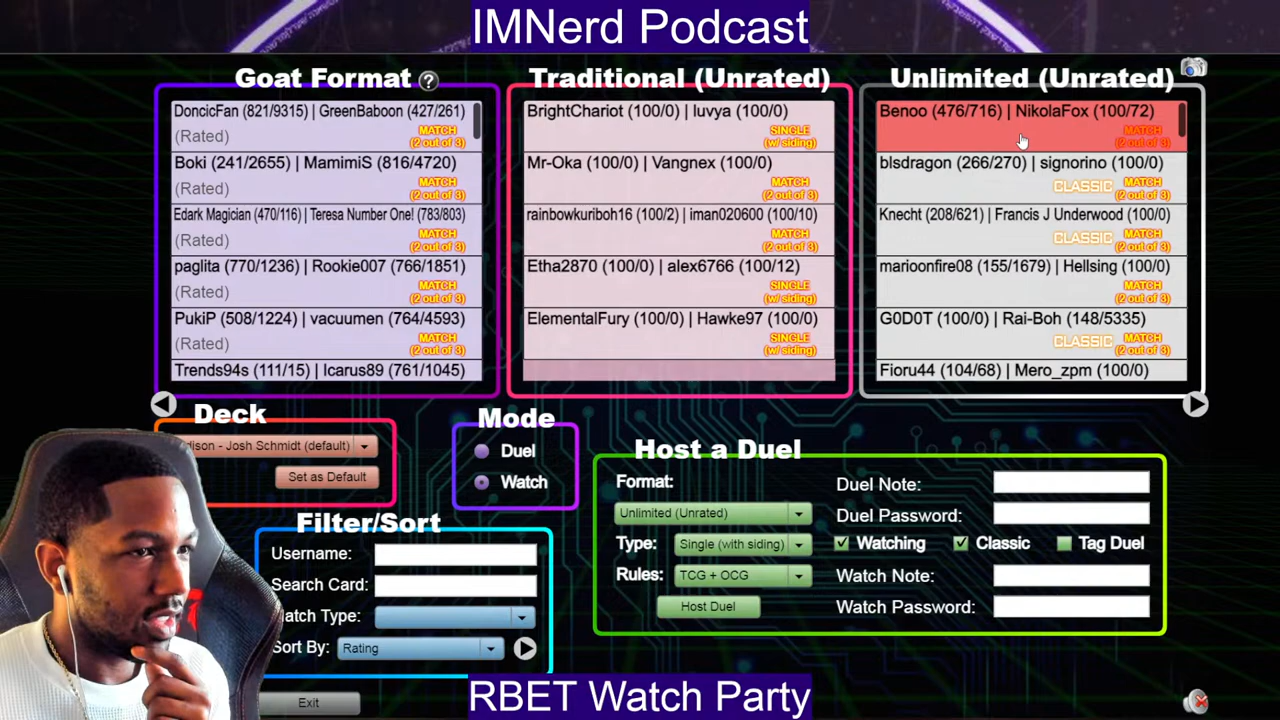 IMNerd Podcast
Goat Format ?
DoncicFan (821/9315) | GreenBaboon (427/261)
(Rated) MATCH (2 out of 3)
Boki (241/2655) | MamimiS (816/4720)
(Rated) MATCH (2 out of 3)
Edark Magician (470/116) | Teresa Number One! (783/803)
(Rated) MATCH (2 out of 3)
paglita (770/1236) | Rookie007 (766/1851)
(Rated) MATCH (2 out of 3)
PukiP (508/1224) | vacuumen (764/4593)
(Rated) MATCH (2 out of 3)
Trends94s (111/15) | Icarus89 (761/1045)
Traditional (Unrated)
BrightChariot (100/0) | luvya (100/0)
SINGLE (w/ siding)
Mr-Oka (100/0) | Vangnex (100/0)
MATCH (2 out of 3)
rainbowkuriboh16 (100/2) | iman020600 (100/10)
MATCH (2 out of 3)
Etha2870 (100/0) | alex6766 (100/12)
SINGLE (w/ siding)
ElementalFury (100/0) | Hawke97 (100/0)
SINGLE (w/ siding)
Unlimited (Unrated)
Benoo (476/716) | NikolaFox (100/72)
MATCH (2 out of 3)
blsdragon (266/270) | signorino (100/0)
CLASSIC MATCH (2 out of 3)
Knecht (208/621) | Francis J Underwood (100/0)
CLASSIC MATCH (2 out of 3)
marioonfire08 (155/1679) | Hellsing (100/0)
MATCH (2 out of 3)
G0D0T (100/0) | Rai-Boh (148/5335)
CLASSIC MATCH (2 out of 3)
Fioru44 (104/68) | Mero_zpm (100/0)
Deck
dison - Josh Schmidt (default)
Set as Default
Mode
Duel
Watch
Filter/Sort
Username:
Search Card:
atch Type:
Sort By: Rating
Exit
Host a Duel
Format:
Unlimited (Unrated)
Type: Single (with siding)
Rules: TCG + OCG
Host Duel
Duel Note:
Duel Password:
Watching Classic Tag Duel
Watch Note:
Watch Password:
RBET Watch Party